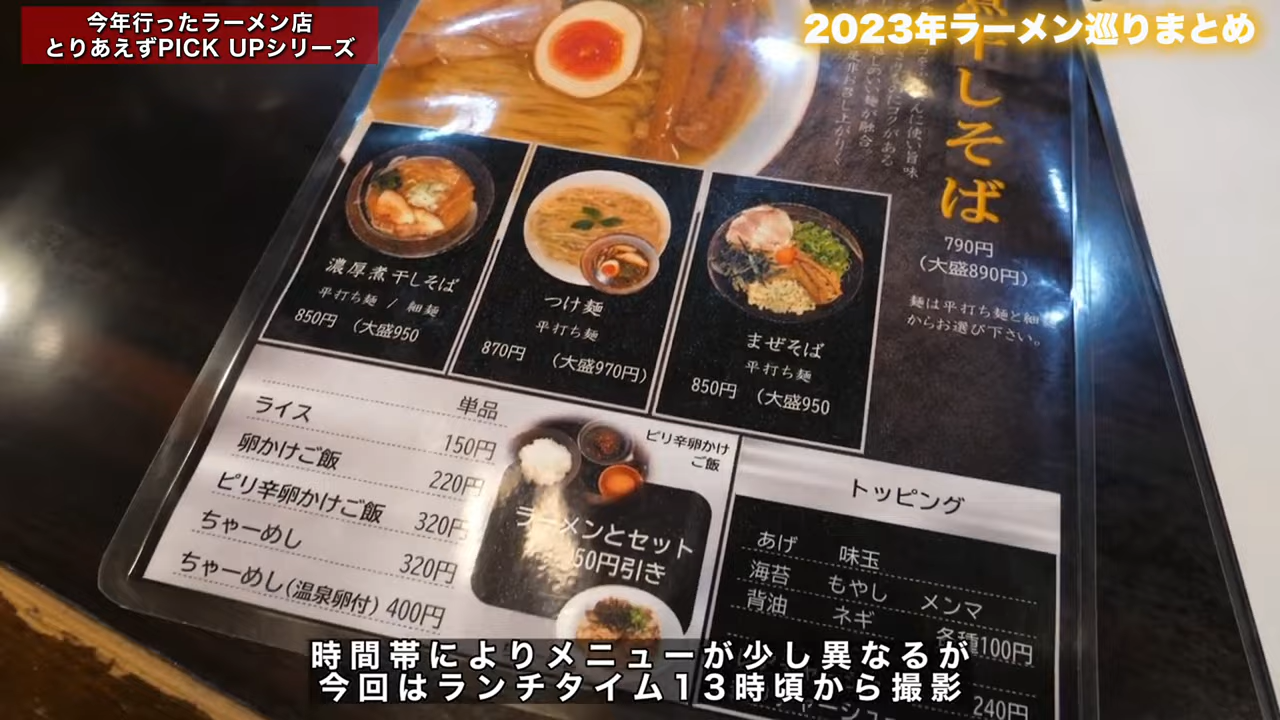 今年行ったラーメン店
とりあえずPICK UPシリーズ
2023年ラーメン巡りまとめ
干しそば
790円
(大盛890円)
麺は平打ち麺と細
からお選び下さい。
濃厚煮干しそば
平打ち麺 / 細麺
850円 (大盛950
つけ麺
平打ち麺
870円 (大盛970円)
まぜそば
平打ち麺
850円 (大盛950
単品
ライス 150円
卵かけご飯 220円
ピリ辛卵かけご飯 320円
ちゃーめし 320円
ちゃーめし(温泉卵付) 400円
ピリ辛卵かけ
ご飯
ラーメンとセット
50円引き
トッピング
あげ 味玉
海苔 もやし メンマ
背油 ネギ 各種100円
240円
時間帯によりメニューが少し異なるが
今回はランチタイム13時頃から撮影